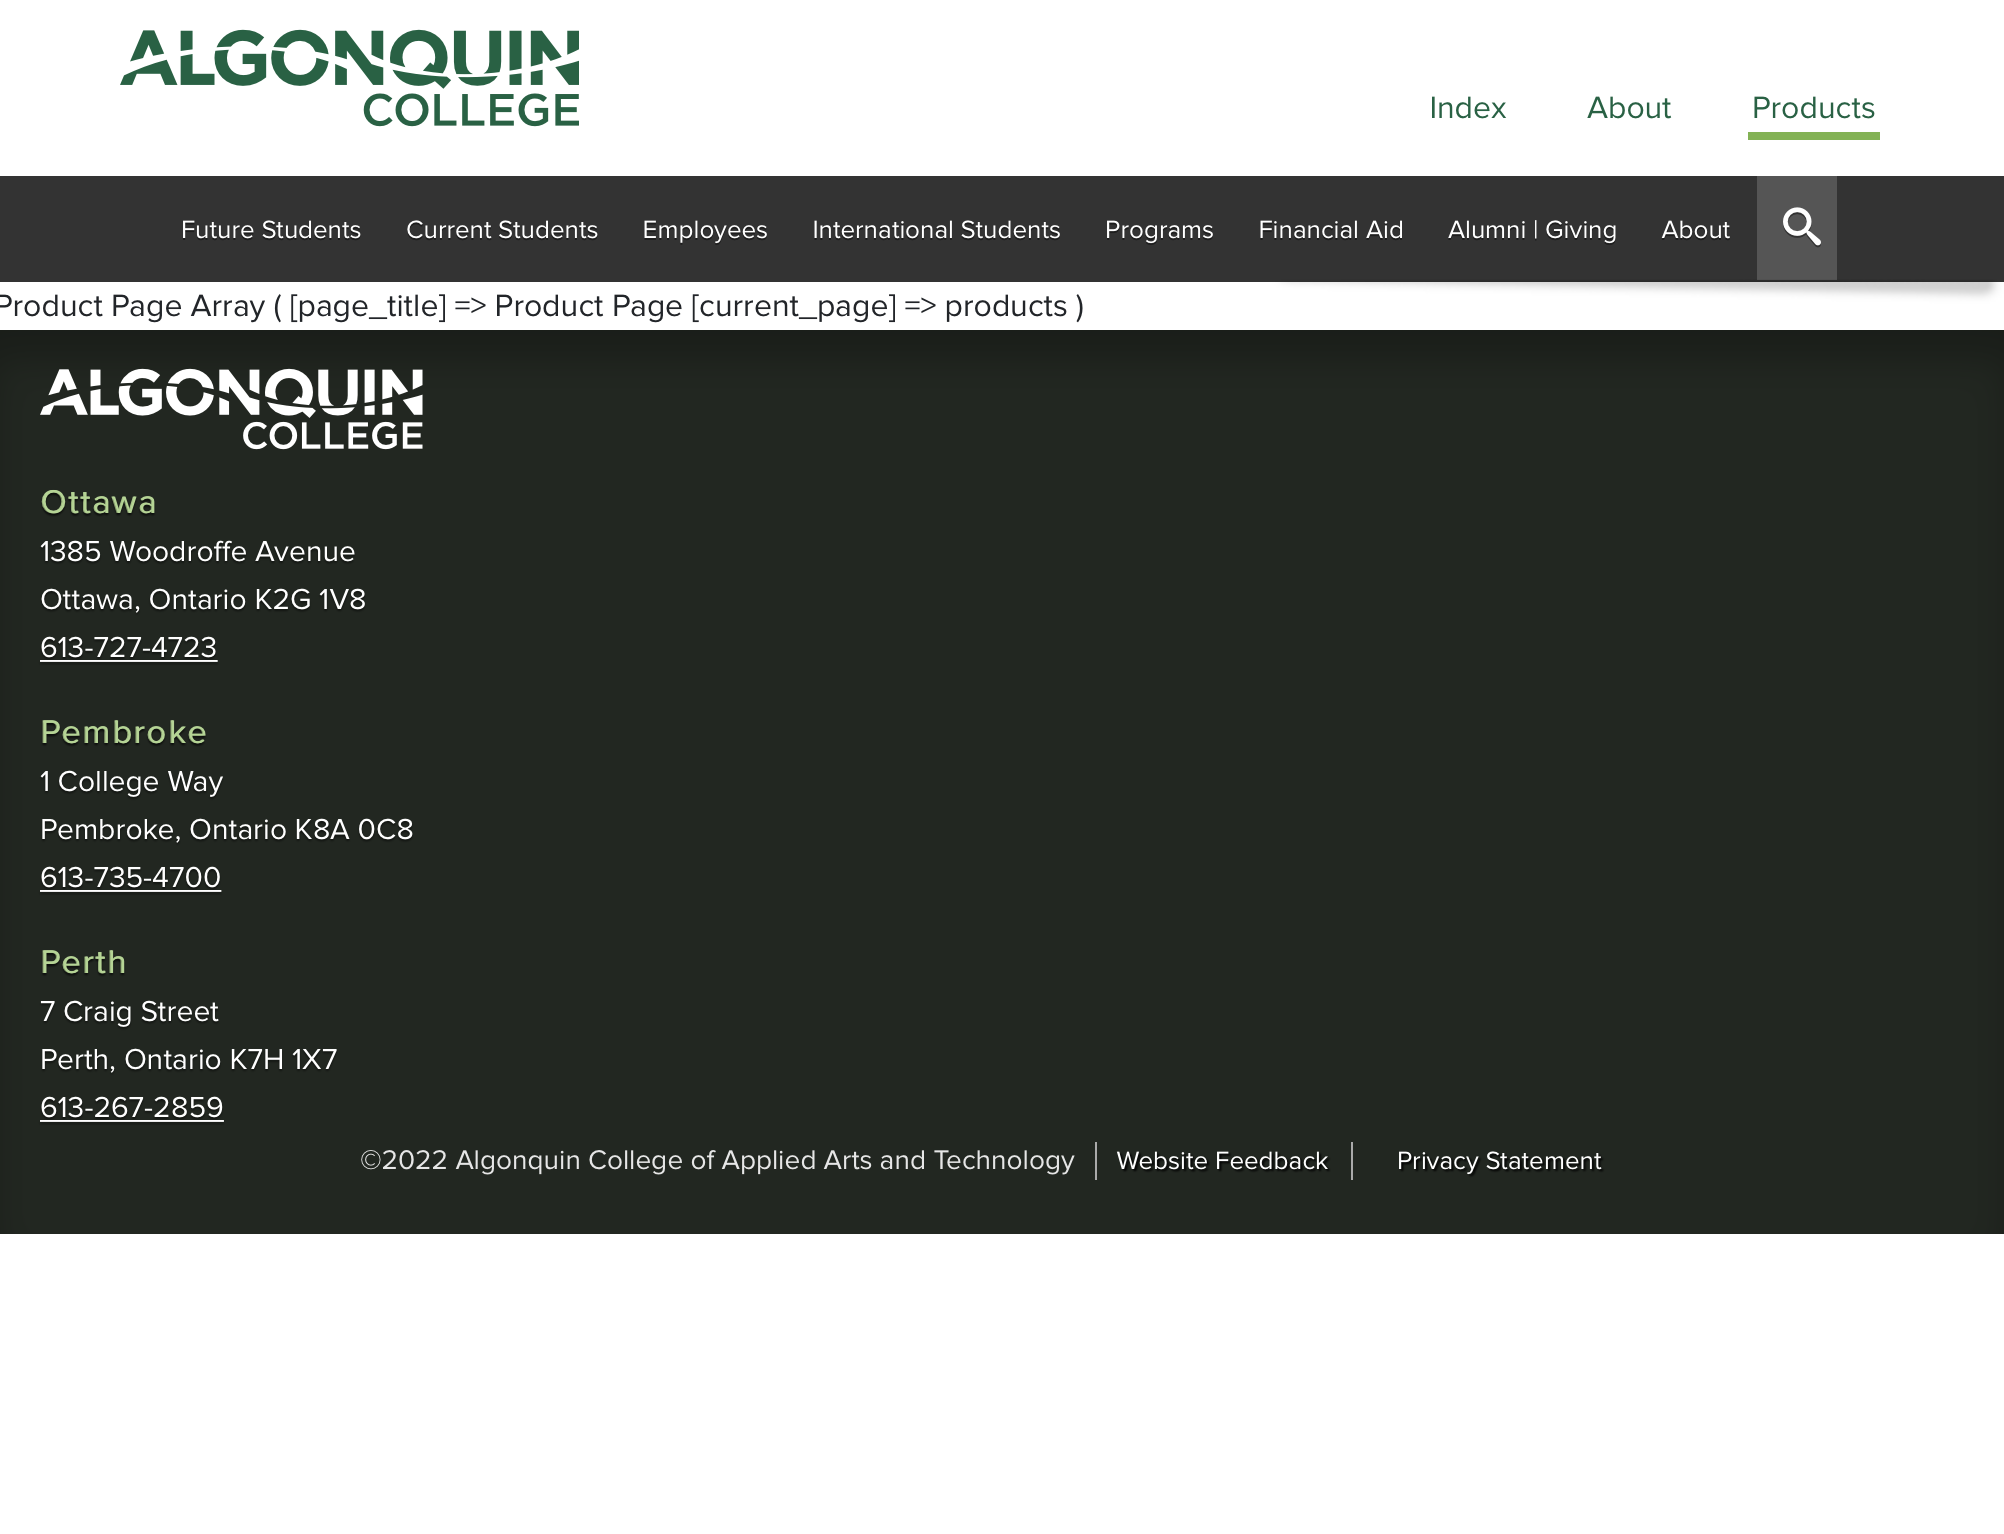 ALGONQUIN
COLLEGE
Index About Products
Future Students Current Students Employees International Students Programs Financial Aid Alumni | Giving About
Product Page Array ( [page_title] => Product Page [current_page] => products )
ALGONQUIN
COLLEGE
Ottawa
1385 Woodroffe Avenue
Ottawa, Ontario K2G 1V8
613-727-4723
Pembroke
1 College Way
Pembroke, Ontario K8A 0C8
613-735-4700
Perth
7 Craig Street
Perth, Ontario K7H 1X7
613-267-2859
©2022 Algonquin College of Applied Arts and Technology Website Feedback Privacy Statement